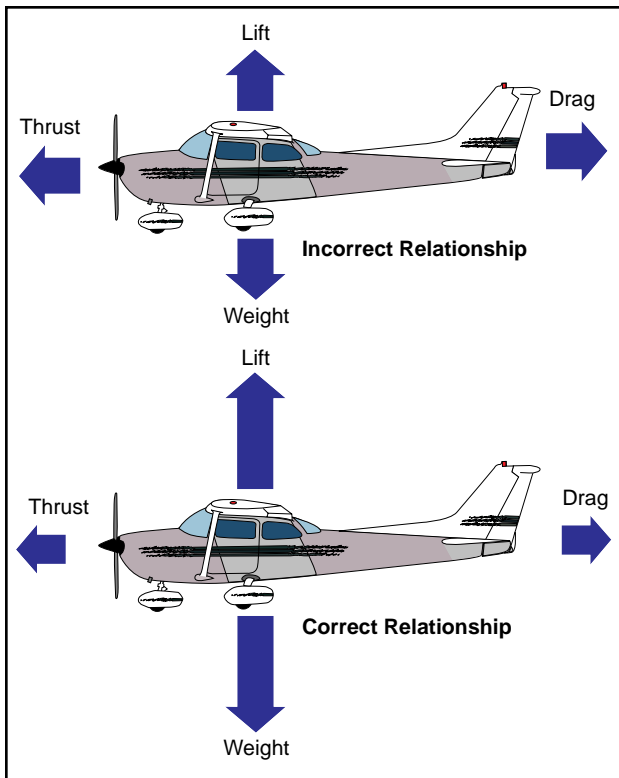 Lift
Thrust
Drag
Incorrect Relationship
Weight
Lift
Thrust
Drag
Correct Relationship
Weight